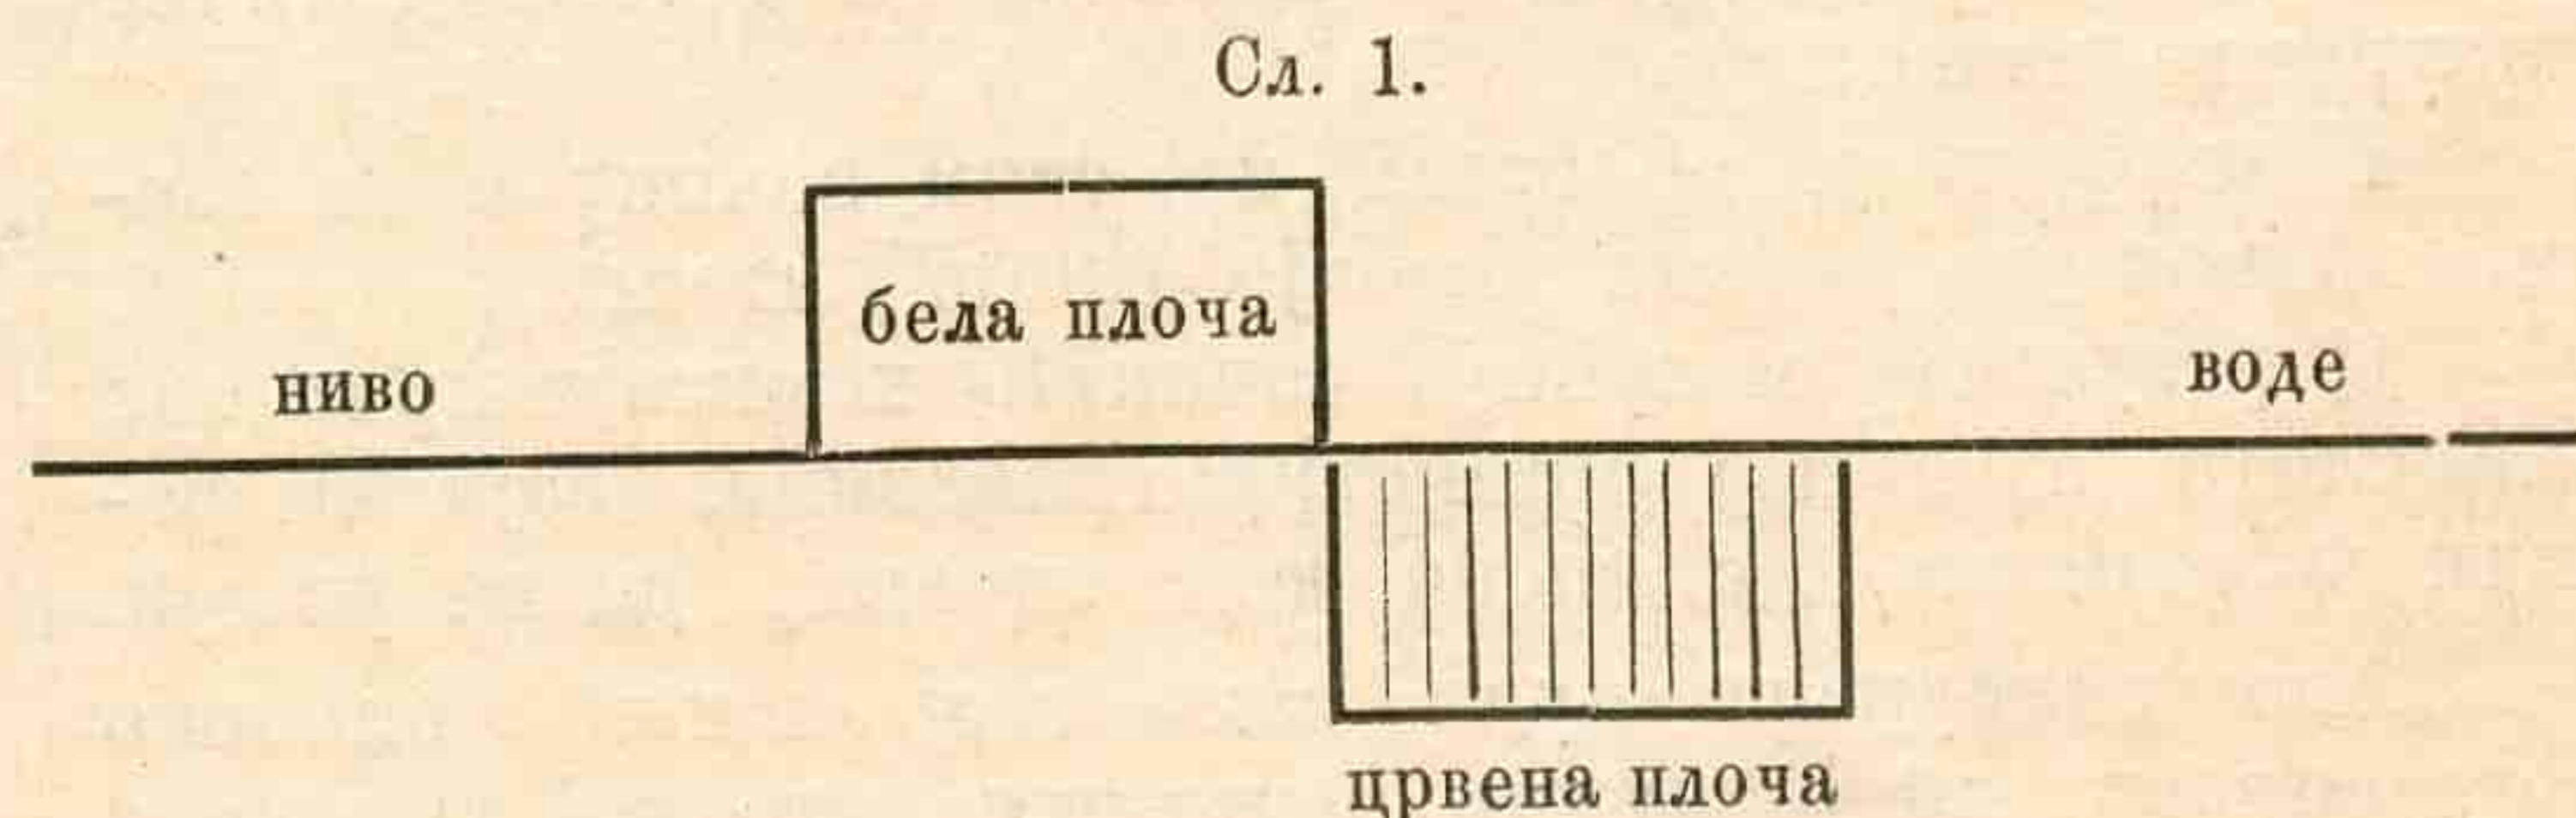 Сл. 1.
бела плоча
ниво воде
црвена плоча